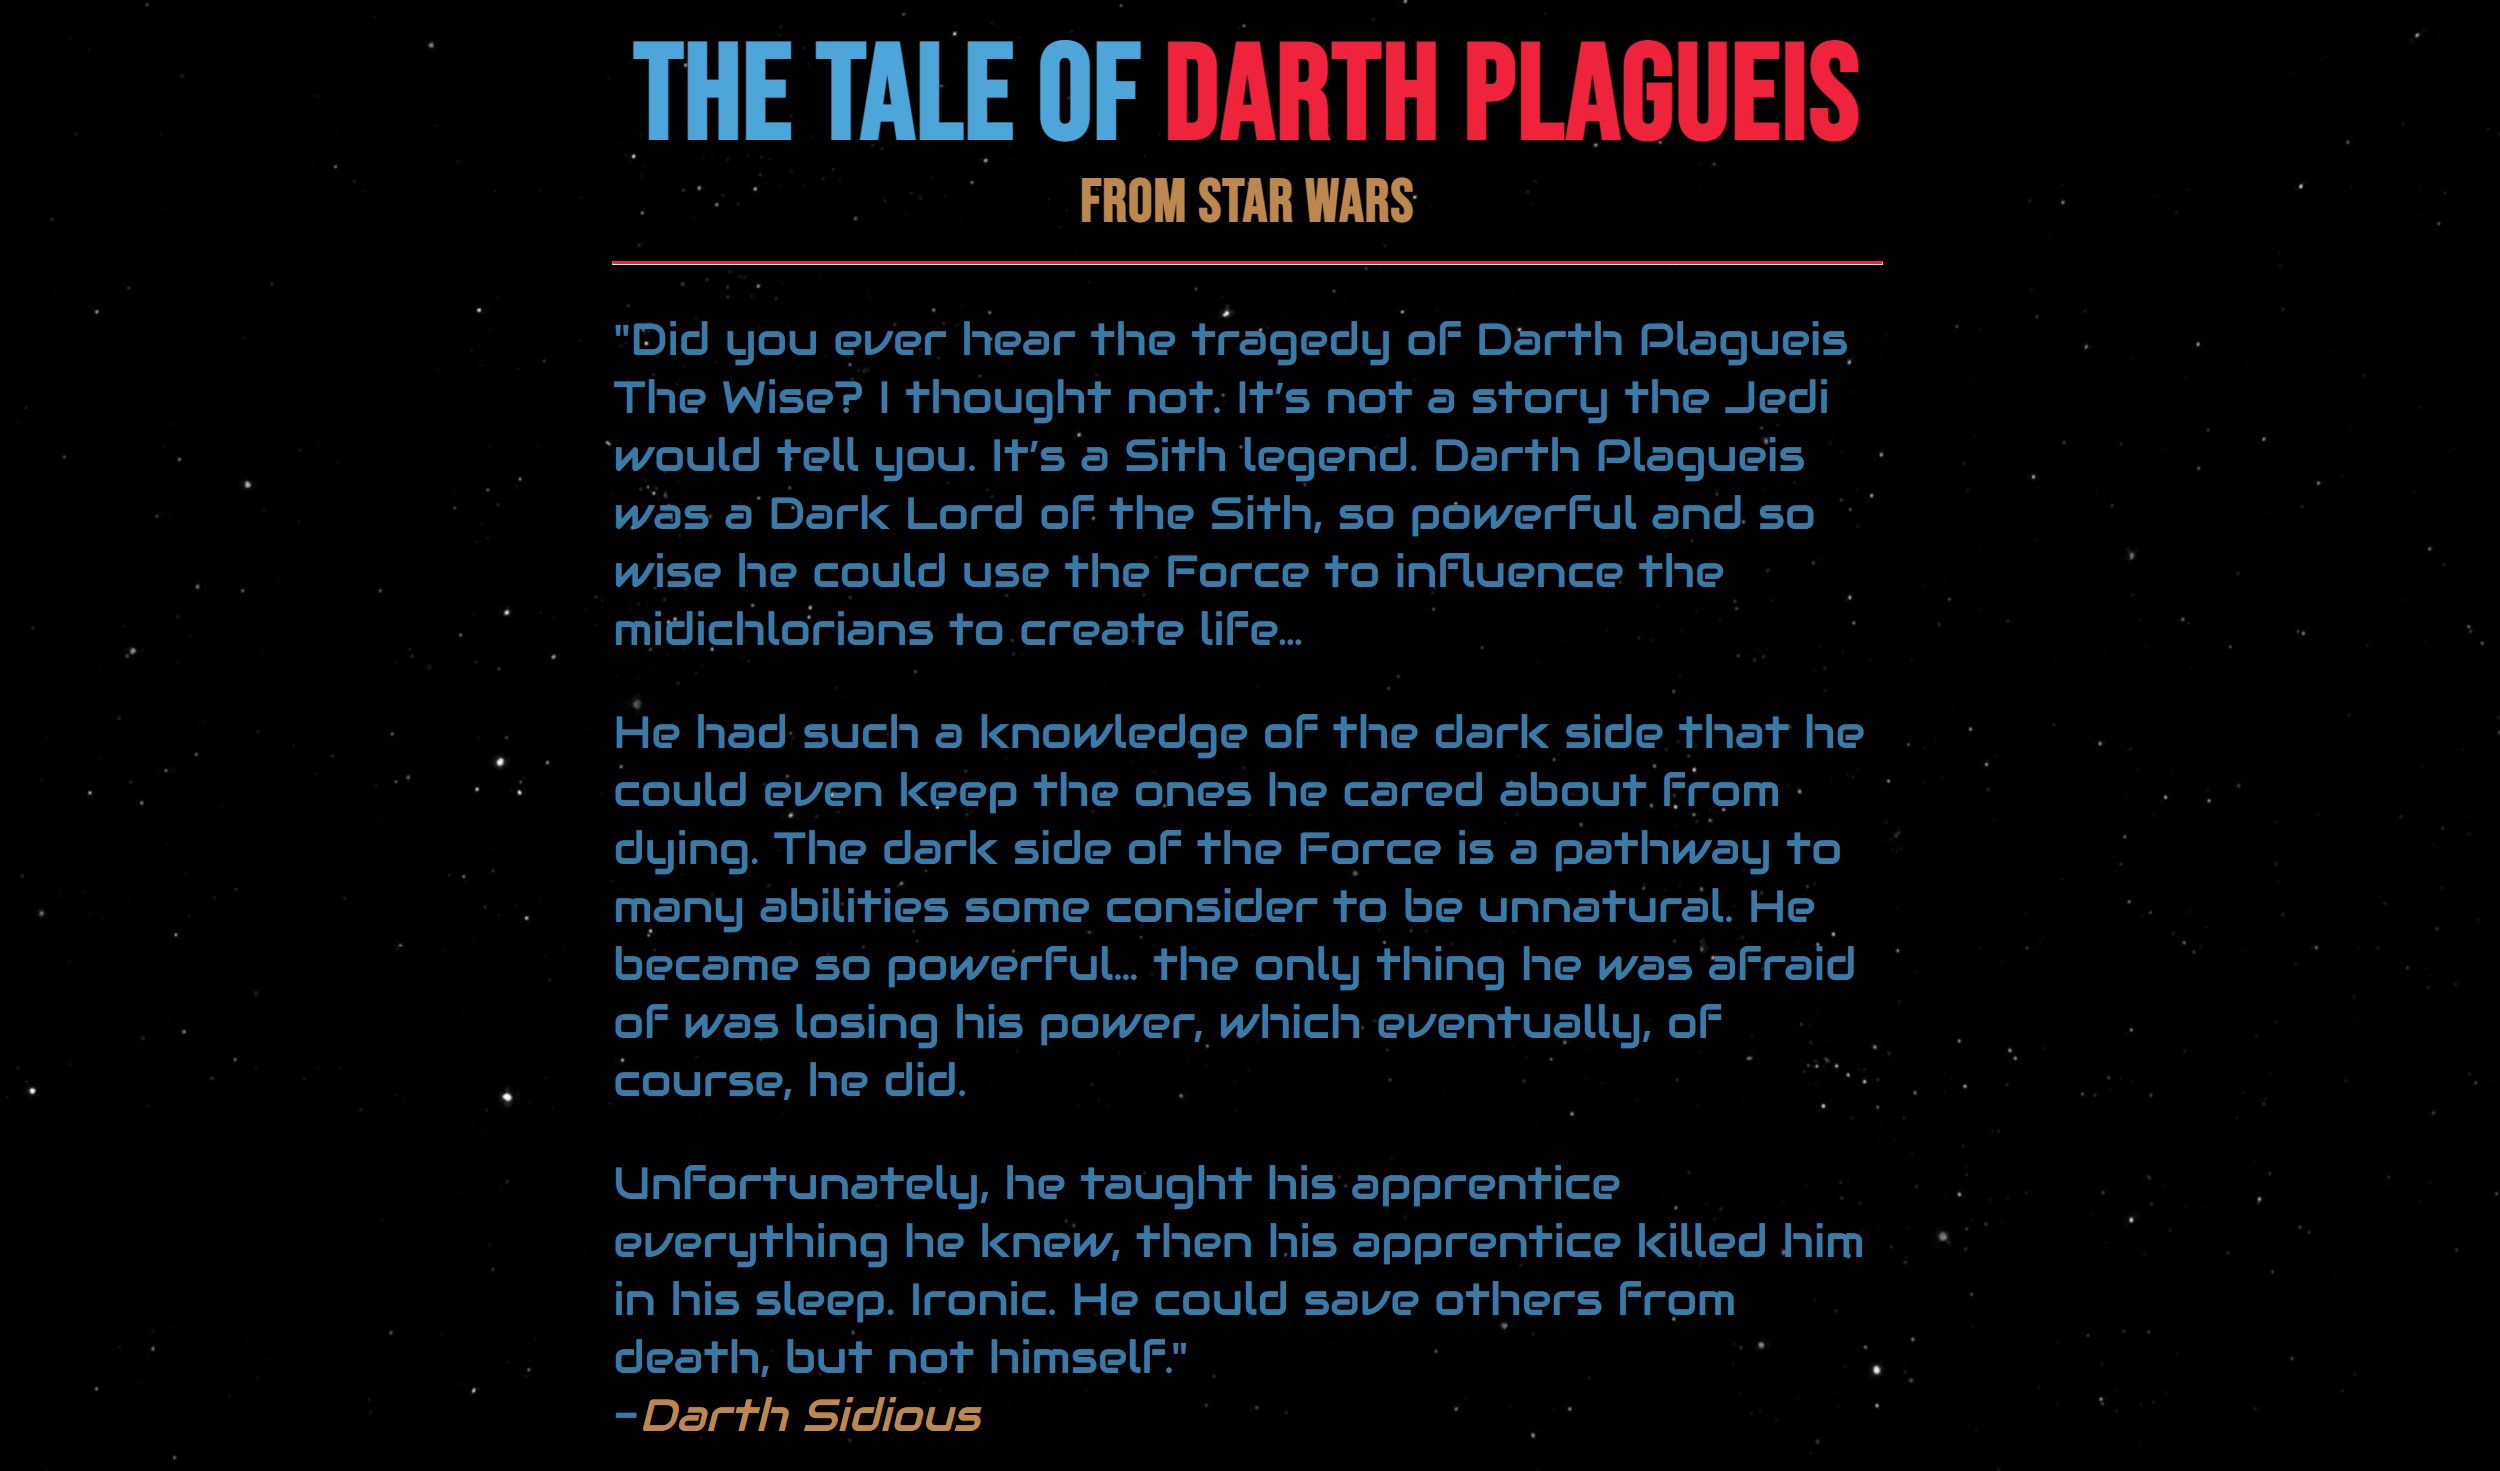 THE TALE OF DARTH PLAGUEIS
FROM STAR WARS
"Did you ever hear the tragedy of Darth Plagueis
The Wise? I thought not. It's not a story the Jedi
would tell you. It's a Sith legend. Darth Plagueis
was a Dark Lord of the Sith, so powerful and so
wise he could use the Force to influence the
midichlorians to create life...
He had such a knowledge of the dark side that he
could even keep the ones he cared about from
dying. The dark side of the Force is a pathway to
many abilities some consider to be unnatural. He
became so powerful... the only thing he was afraid
of was losing his power, which eventually, of
course, he did.
Unfortunately, he taught his apprentice
everything he knew, then his apprentice killed him
in his sleep. Ironic. He could save others from
death, but not himself."
-Darth Sidious